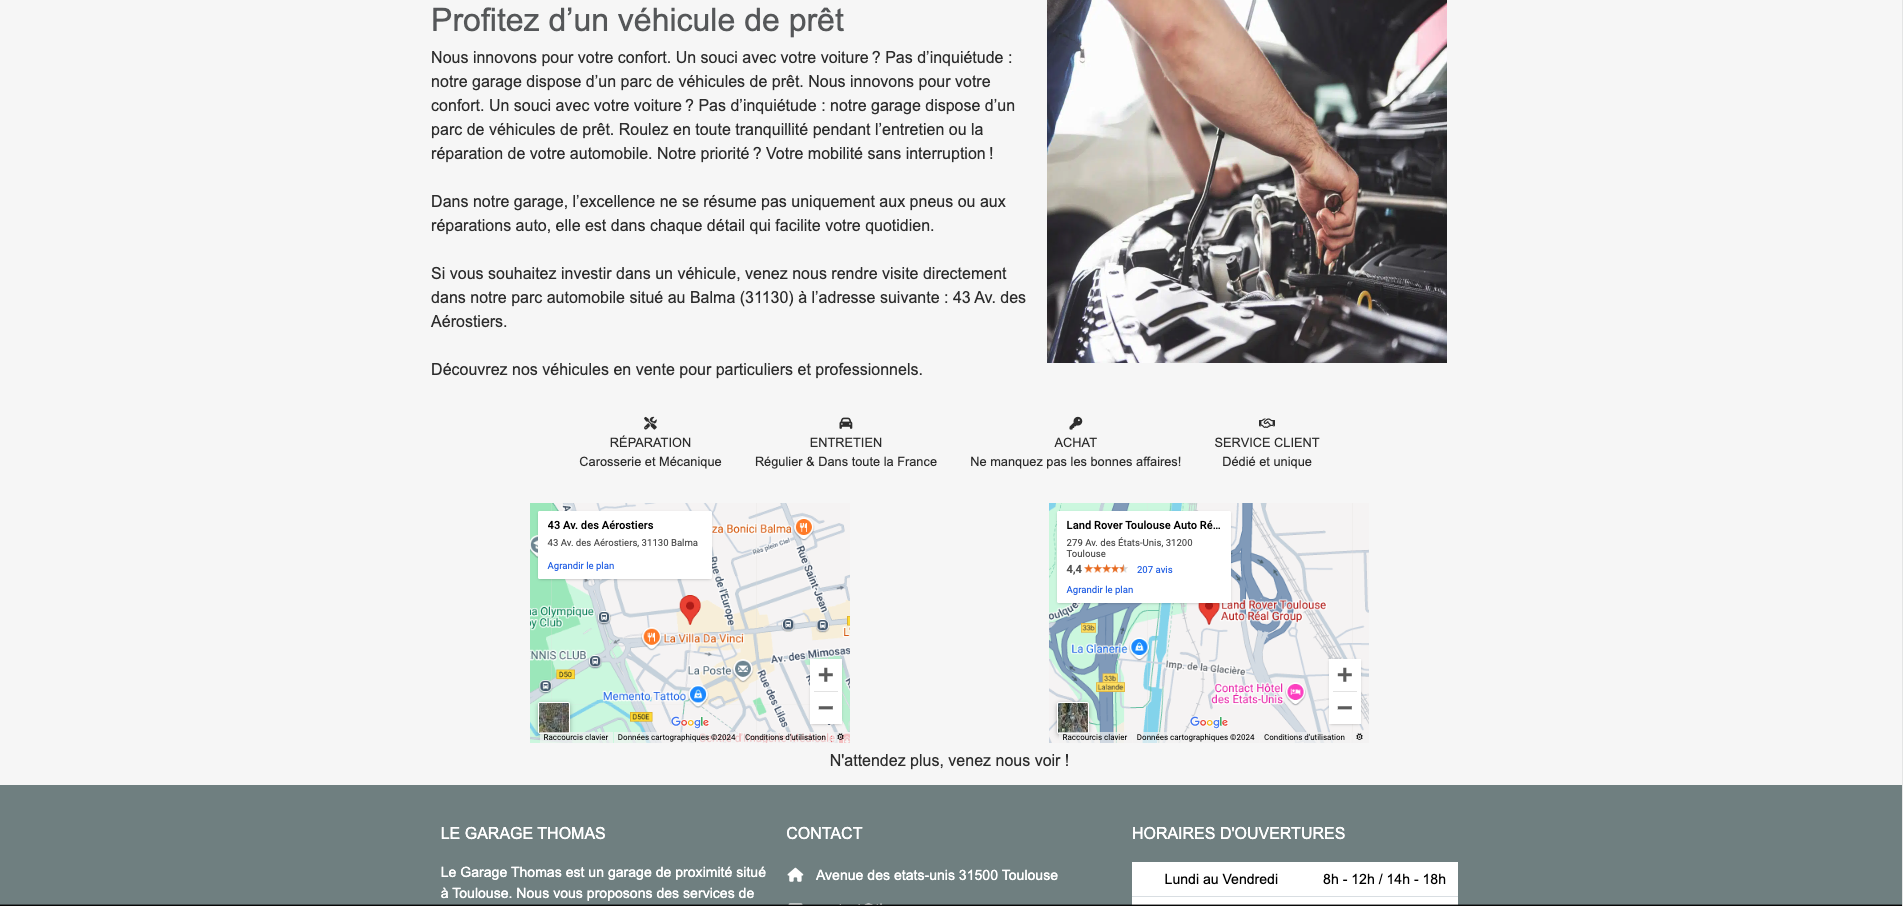 Profitez d’un véhicule de prêt
Nous innovons pour votre confort. Un souci avec votre voiture ? Pas d’inquiétude :
notre garage dispose d’un parc de véhicules de prêt. Nous innovons pour votre
confort. Un souci avec votre voiture ? Pas d’inquiétude : notre garage dispose d’un
parc de véhicules de prêt. Roulez en toute tranquillité pendant l’entretien ou la
réparation de votre automobile. Notre priorité ? Votre mobilité sans interruption !
Dans notre garage, l’excellence ne se résume pas uniquement aux pneus ou aux
réparations auto, elle est dans chaque détail qui facilite votre quotidien.
Si vous souhaitez investir dans un véhicule, venez nous rendre visite directement
dans notre parc automobile situé au Balma (31130) à l’adresse suivante : 43 Av. des
Aérostiers.
Découvrez nos véhicules en vente pour particuliers et professionnels.
RÉPARATION
Carosserie et Mécanique
ENTRETIEN
Régulier & Dans toute la France
ACHAT
Ne manquez pas les bonnes affaires!
SERVICE CLIENT
Dédié et unique
43 Av. des Aérostiers
43 Av. des Aérostiers, 31130 Balma
Agrandir le plan
za Bonici Balma
Rés plein Ciel
Rue Saint-Jean
Rue de l'Europe
a Olympique
y Club
La Villa Da Vinci
NNIS CLUB
D50
La Poste
Av. des Mimosas
Rue des Lilas
Memento Tattoo
D50E
Google
Raccourcis clavier
Données cartographiques ©2024
Conditions d'utilisation
Land Rover Toulouse Auto Ré...
279 Av. des États-Unis, 31200
Toulouse
4,4
207 avis
Agrandir le plan
oulque
Land Rover Toulouse
Auto Réal Group
33b
La Glanerie
Imp. de la Glacière
33b
Lalande
Contact Hôtel
des États-Unis
Google
Raccourcis clavier
Données cartographiques ©2024
Conditions d'utilisation
N'attendez plus, venez nous voir !
LE GARAGE THOMAS
Le Garage Thomas est un garage de proximité situé
à Toulouse. Nous vous proposons des services de
CONTACT
Avenue des etats-unis 31500 Toulouse
HORAIRES D'OUVERTURES
Lundi au Vendredi
8h - 12h / 14h - 18h